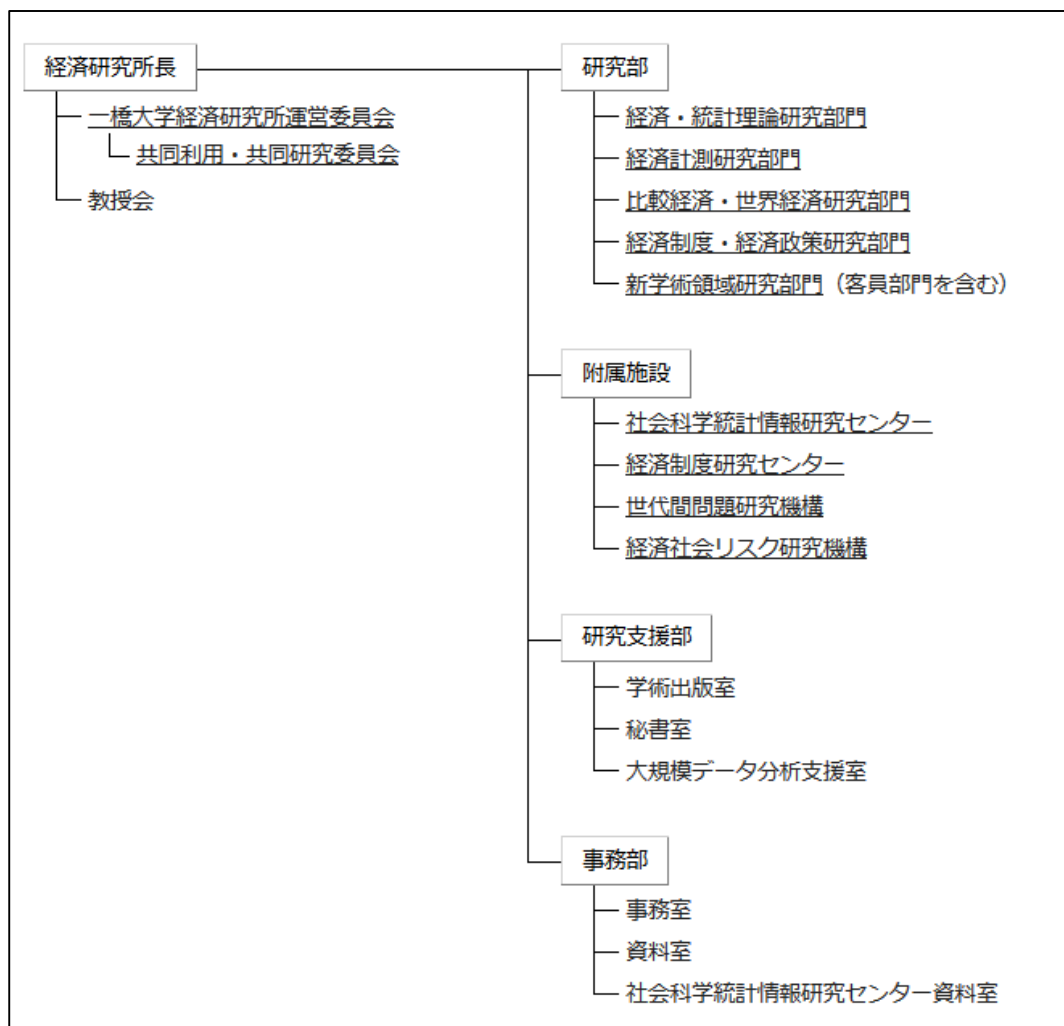 経済研究所長
一橋大学経済研究所運営委員会
共同利用・共同研究委員会
教授会
研究部
経済・統計理論研究部門
経済計測研究部門
比較経済・世界経済研究部門
経済制度・経済政策研究部門
新学術領域研究部門（客員部門を含む）
附属施設
社会科学統計情報研究センター
経済制度研究センター
世代間問題研究機構
経済社会リスク研究機構
研究支援部
学術出版室
秘書室
大規模データ分析支援室
事務部
事務室
資料室
社会科学統計情報研究センター資料室